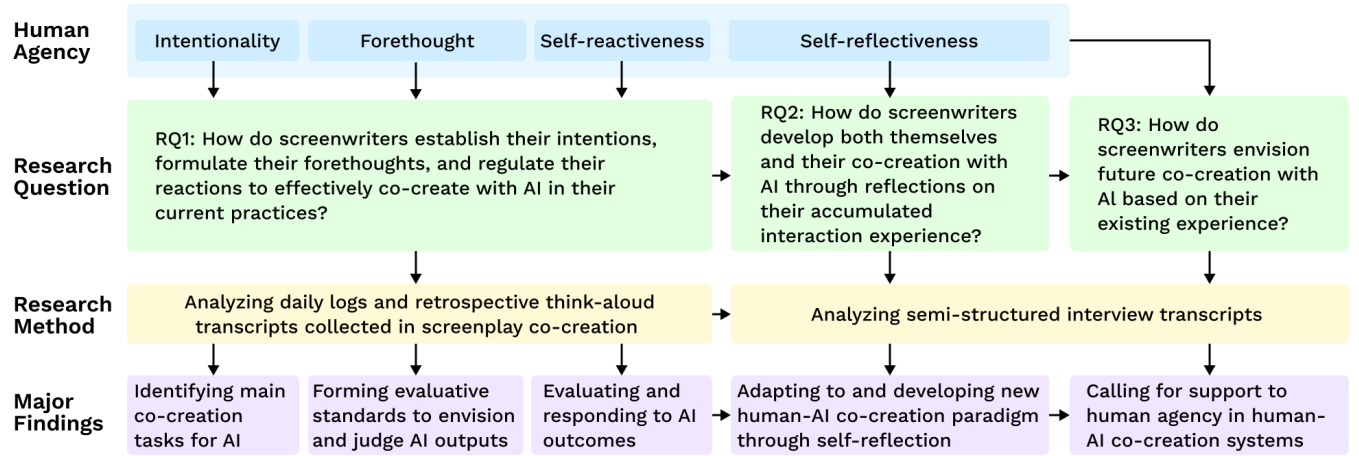 Human
Agency
Intentionality
Forethought
Self-reactiveness
Self-reflectiveness
Research
Question
RQ1: How do screenwriters establish their intentions,
formulate their forethoughts, and regulate their
reactions to effectively co-create with AI in their
current practices?
RQ2: How do screenwriters
develop both themselves
and their co-creation with
AI through reflections on
their accumulated
interaction experience?
RQ3: How do
screenwriters envision
future co-creation with
AI based on their
existing experience?
Research
Method
Analyzing daily logs and retrospective think-aloud
transcripts collected in screenplay co-creation
Analyzing semi-structured interview transcripts
Major
Findings
Identifying main
co-creation
tasks for AI
Forming evaluative
standards to envision
and judge AI outputs
Evaluating and
responding to AI
outcomes
Adapting to and developing new
human-AI co-creation paradigm
through self-reflection
Calling for support to
human agency in human-
AI co-creation systems